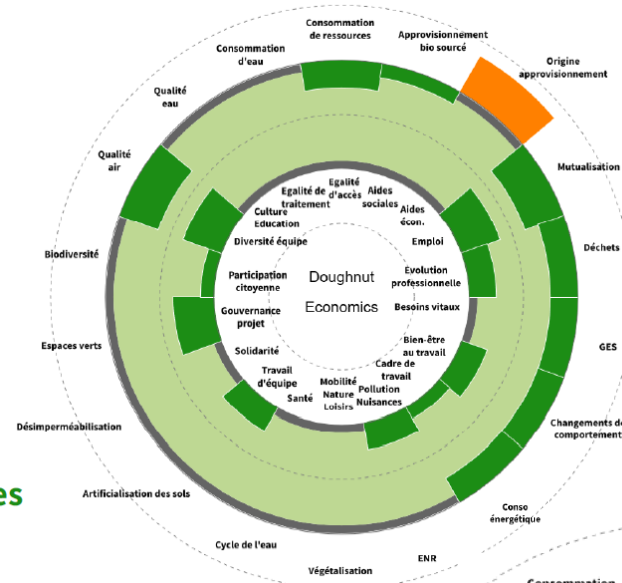 Consommation
de ressources
Approvisionnement
bio sourcé
Origine
approvisionnement
Mutualisation
Déchets
GES
Changements de
comportement
Conso
énergétique
ENR
Végétalisation
Cycle de l'eau
Artificialisation des sols
Désimperméabilisation
Espaces verts
Biodiversité
Qualité
air
Qualité
eau
Consommation
d'eau
Egalité
d'accès
Aides
sociales
Aides
écon.
Emploi
Évolution
professionnelle
Besoins vitaux
Bien-être
au travail
Cadre de
travail
Pollution
Nuisances
Mobilité
Nature
Loisirs
Santé
Travail
d'équipe
Solidarité
Gouvernance
projet
Participation
citoyenne
Diversité équipe
Culture
Education
Egalité de
traitement
Doughnut
Economics
es